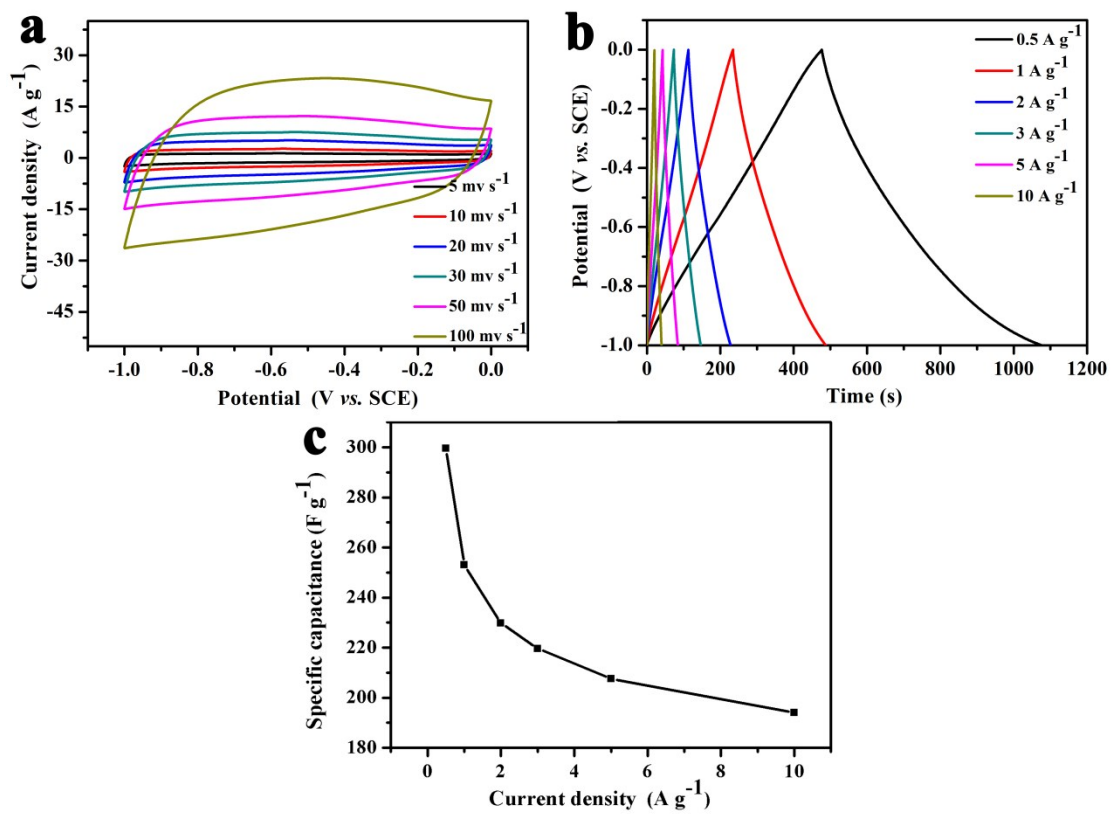 a
Current density (A g⁻¹)
30
15
0
-15
-30
-45
-1.0 -0.8 -0.6 -0.4 -0.2 0.0
Potential (V vs. SCE)
5 mv s⁻¹
10 mv s⁻¹
20 mv s⁻¹
30 mv s⁻¹
50 mv s⁻¹
100 mv s⁻¹
b
Potential (V vs. SCE)
0.0
-0.2
-0.4
-0.6
-0.8
-1.0
0 200 400 600 800 1000 1200
Time (s)
0.5 A g⁻¹
1 A g⁻¹
2 A g⁻¹
3 A g⁻¹
5 A g⁻¹
10 A g⁻¹
c
Specific capacitance (F g⁻¹)
300
280
260
240
220
200
180
0 2 4 6 8 10
Current density (A g⁻¹)